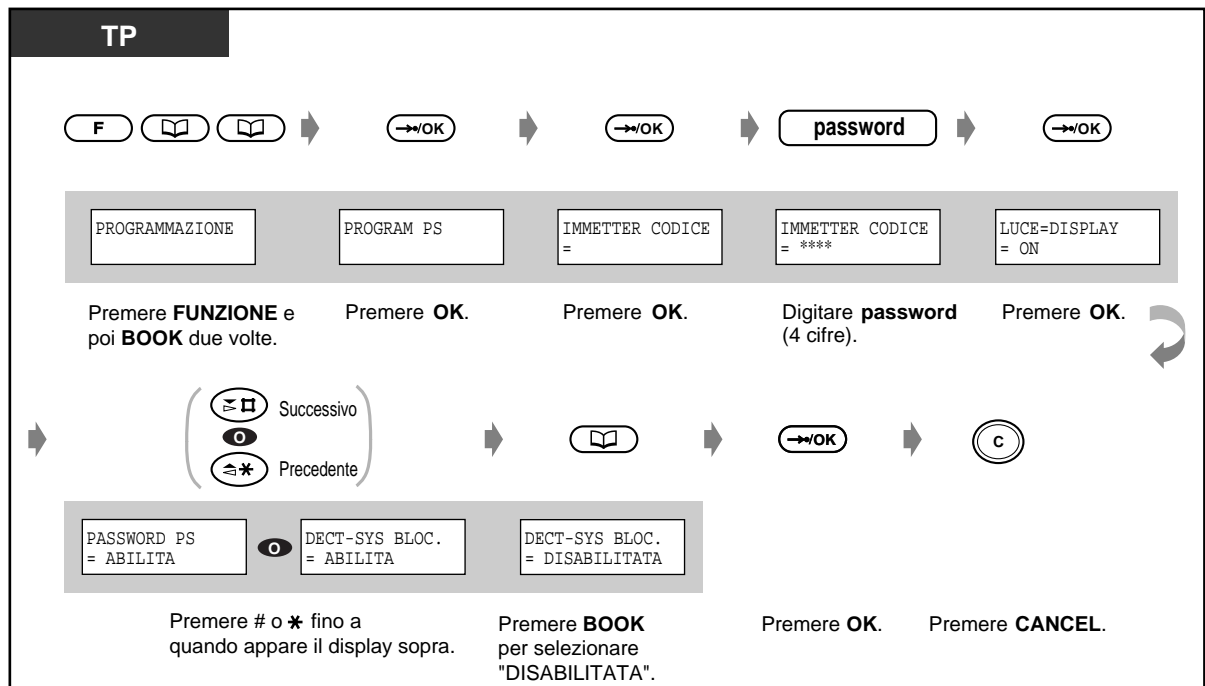 TP
F →•/OK →•/OK password →•/OK
PROGRAMMAZIONE
PROGRAM PS
IMMETTER CODICE
=
IMMETTER CODICE
= ****
LUCE=DISPLAY
= ON
Premere FUNZIONE e
poi BOOK due volte.
Premere OK.
Premere OK.
Digitare password
(4 cifre).
Premere OK.
# Successivo
O
* Precedente
→•/OK
C
PASSWORD PS
= ABILITA
O
DECT-SYS BLOC.
= ABILITA
DECT-SYS BLOC.
= DISABILITATA
Premere # o * fino a
quando appare il display sopra.
Premere BOOK
per selezionare
"DISABILITATA".
Premere OK.
Premere CANCEL.